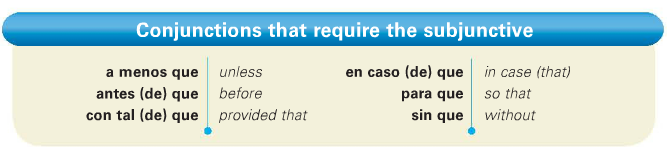 Conjunctions that require the subjunctive
a menos que unless
antes (de) que before
con tal (de) que provided that
en caso (de) que in case (that)
para que so that
sin que without